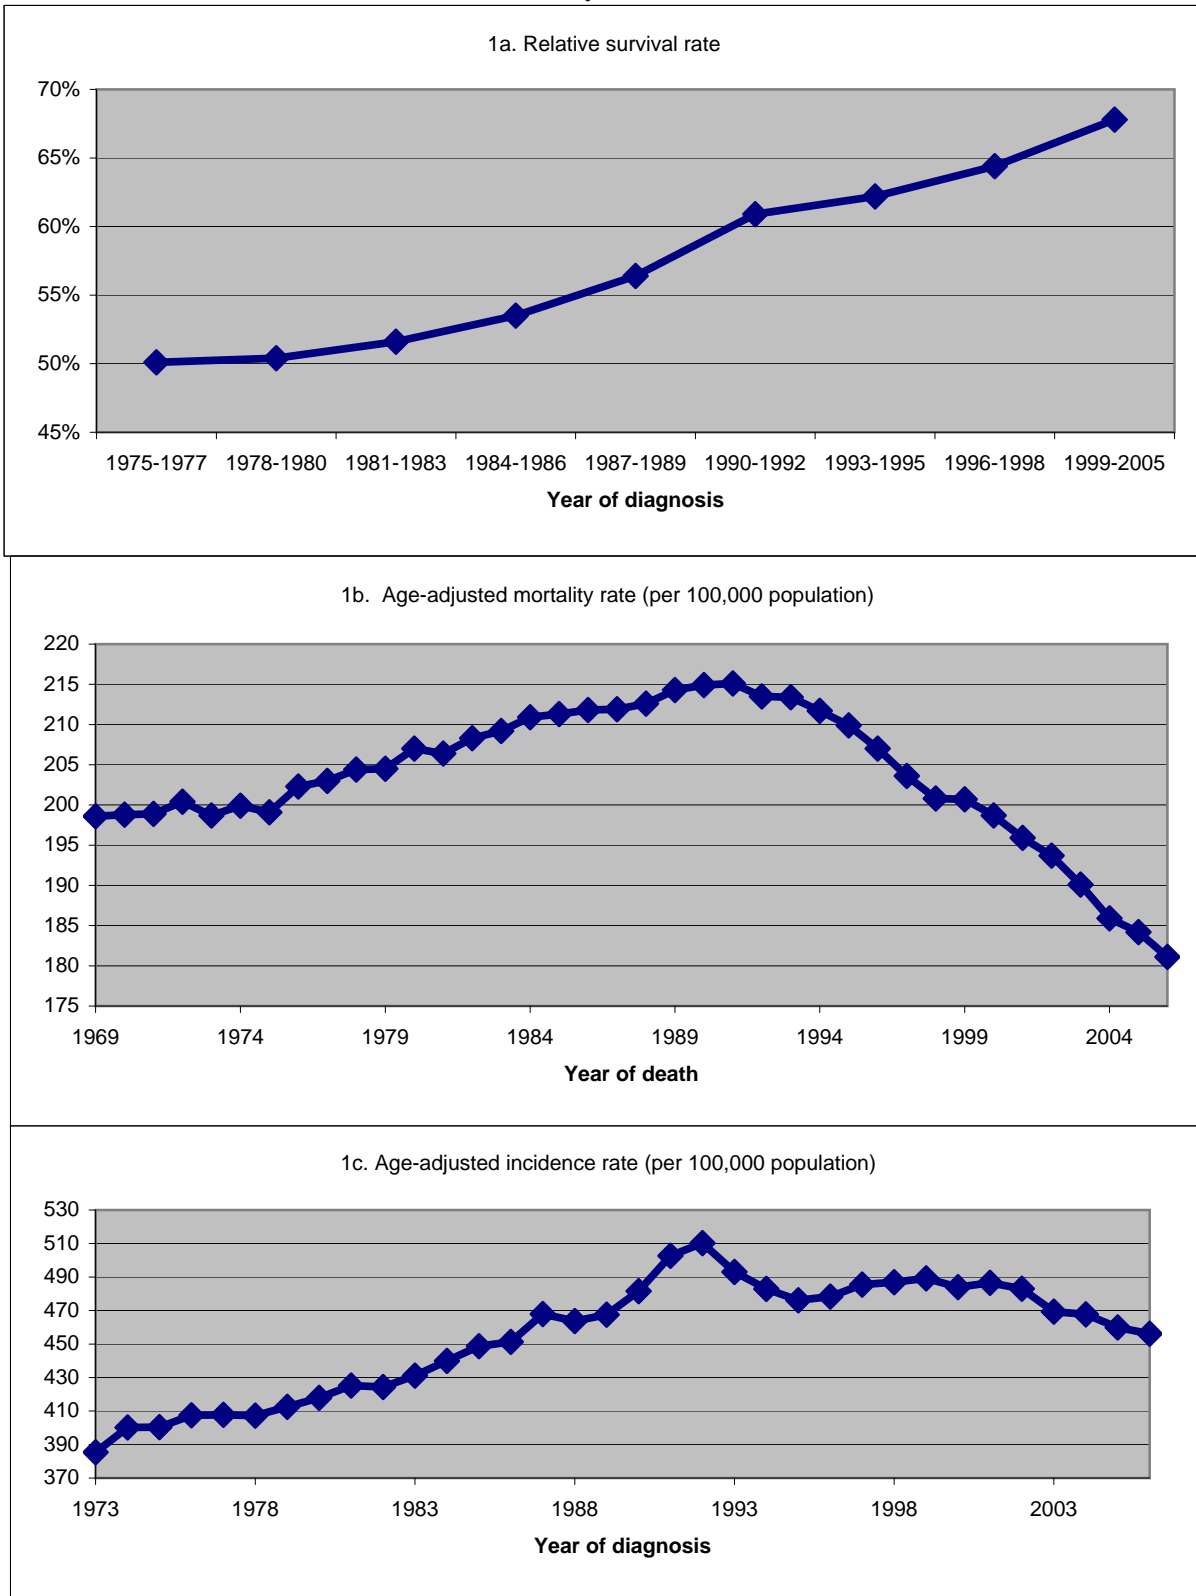 1a. Relative survival rate
70%
65%
60%
55%
50%
45%
1975-1977 1978-1980 1981-1983 1984-1986 1987-1989 1990-1992 1993-1995 1996-1998 1999-2005
Year of diagnosis
1b. Age-adjusted mortality rate (per 100,000 population)
220
215
210
205
200
195
190
185
180
175
1969 1974 1979 1984 1989 1994 1999 2004
Year of death
1c. Age-adjusted incidence rate (per 100,000 population)
530
510
490
470
450
430
410
390
370
1973 1978 1983 1988 1993 1998 2003
Year of diagnosis